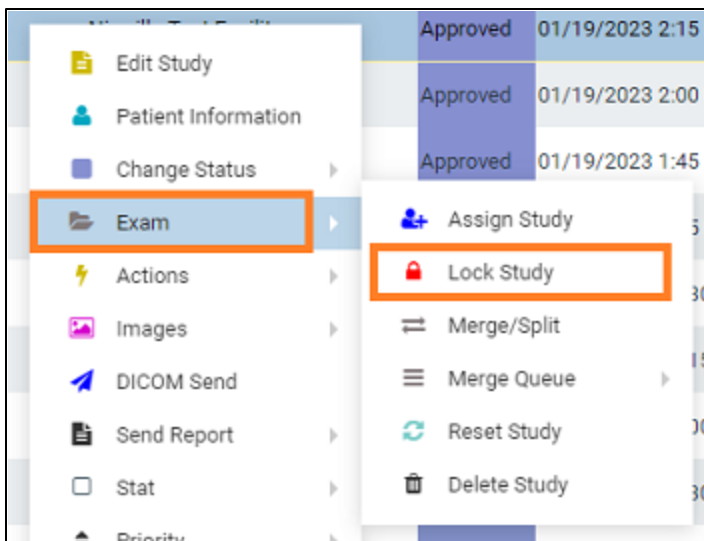 Approved 01/19/2023 2:15
Edit Study
Approved 01/19/2023 2:00
Patient Information
Change Status
Approved 01/19/2023 1:45
Exam
Assign Study
Actions
Lock Study
Images
Merge/Split
DICOM Send
Merge Queue
Send Report
Reset Study
Stat
Delete Study
Priority